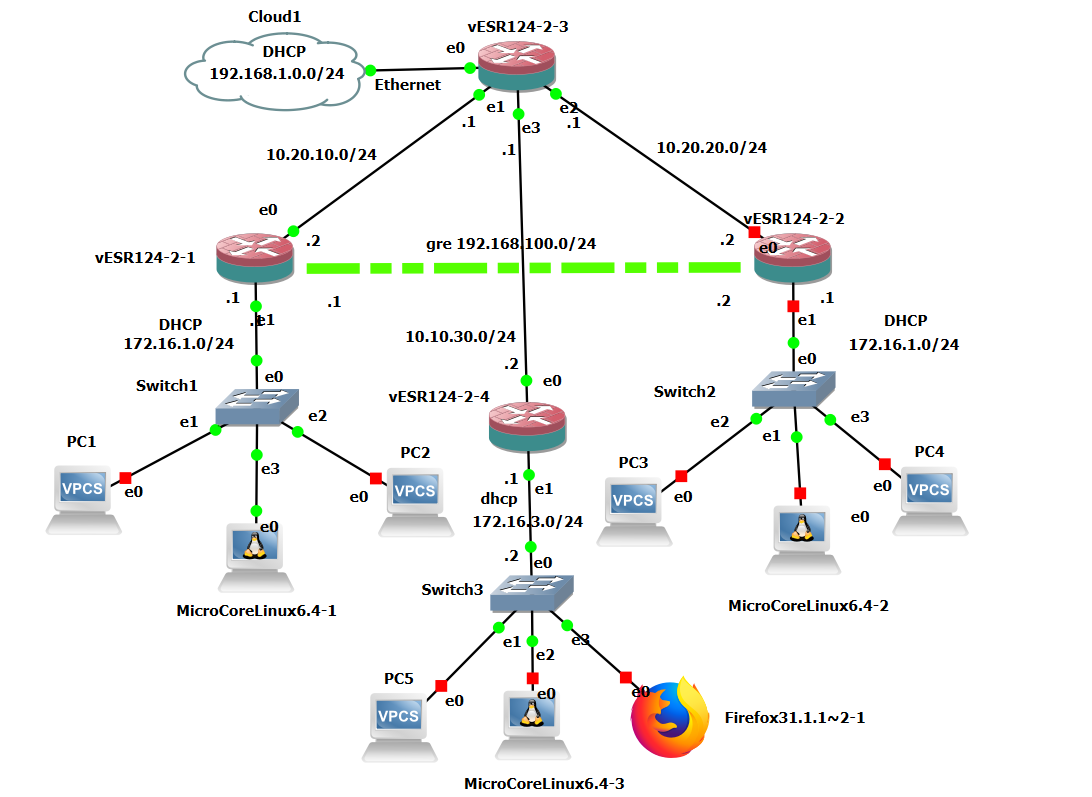 Cloud1
vESR124-2-3
DHCP
192.168.1.0.0/24
e0
Ethernet
e1
e2
.1
e3
.1
.1
10.20.10.0/24
10.20.20.0/24
e0
.2
vESR124-2-1
gre 192.168.100.0/24
vESR124-2-2
.2
e0
.1
.1
e1
.1
.2
.1
e1
DHCP
172.16.1.0/24
10.10.30.0/24
DHCP
172.16.1.0/24
.2
e0
e0
e0
Switch1
vESR124-2-4
Switch2
e1
e2
e3
e2
e1
e3
PC1
PC2
PC3
PC4
VPCS
e0
e0
VPCS
e0
.1
e1
dhcp
172.16.3.0/24
VPCS
e0
e0
VPCS
e0
.2
e0
MicroCoreLinux6.4-1
Switch3
MicroCoreLinux6.4-2
e1
e2
e3
PC5
VPCS
e0
e0
e0
Firefox31.1.1~2-1
MicroCoreLinux6.4-3